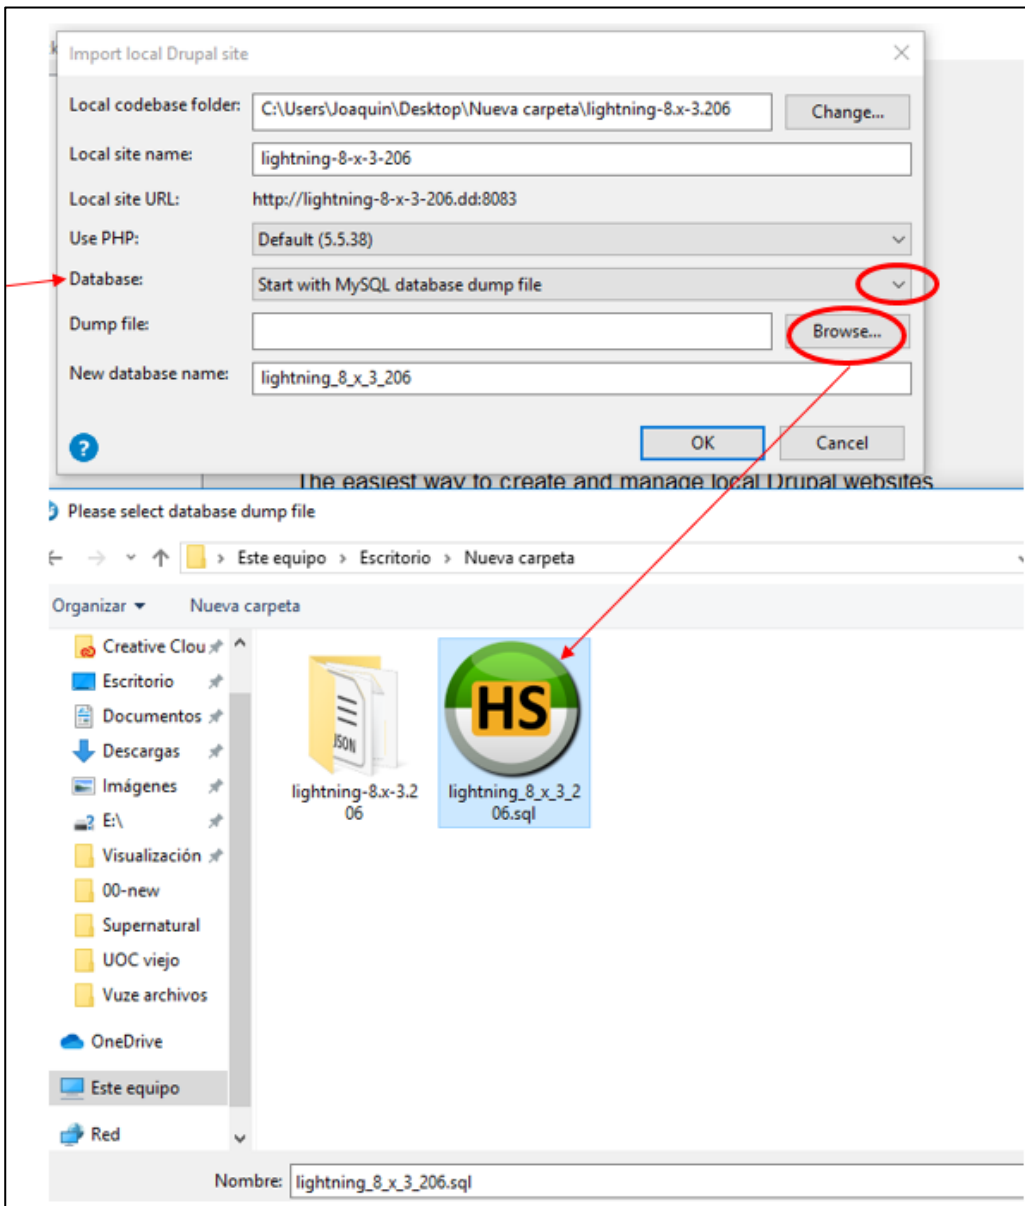 Import local Drupal site
Local codebase folder: C:\Users\Joaquin\Desktop\Nueva carpeta\lightning-8.x-3.206 Change...
Local site name: lightning-8-x-3-206
Local site URL: http://lightning-8-x-3-206.dd:8083
Use PHP: Default (5.5.38)
Database: Start with MySQL database dump file
Dump file: Browse...
New database name: lightning_8_x_3_206
? OK Cancel
The easiest way to create and manage local Drupal websites
Please select database dump file
Este equipo > Escritorio > Nueva carpeta
Organizar Nueva carpeta
Creative Clou
Escritorio
Documentos
Descargas
Imágenes
E:\
Visualización
00-new
Supernatural
UOC viejo
Vuze archivos
OneDrive
Este equipo
Red
JSON
lightning-8.x-3.2
06
HS
lightning_8_x_3_2
06.sql
Nombre: lightning_8_x_3_206.sql